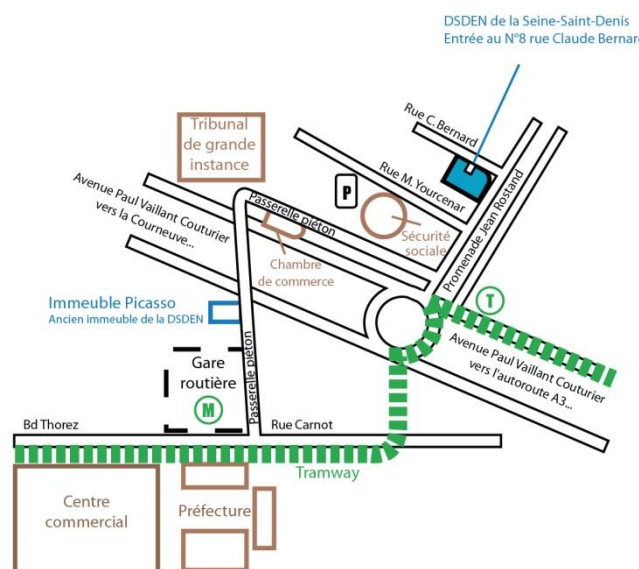 DSDEN de la Seine-Saint-Denis
Entrée au N°8 rue Claude Bernard
Rue C. Bernard
Tribunal
de grande
instance
Rue M. Yourcenar
P
Passerelle piéton
Avenue Paul Vaillant Couturier
vers la Courneuve...
Sécurité
sociale
Promenade Jean Rostand
Chambre
de commerce
Immeuble Picasso
Ancien immeuble de la DSDEN
T
Gare
routière
M
Passerelle piéton
Avenue Paul Vaillant Couturier
vers l'autoroute A3...
Bd Thorez
Rue Carnot
Tramway
Centre
commercial
Préfecture